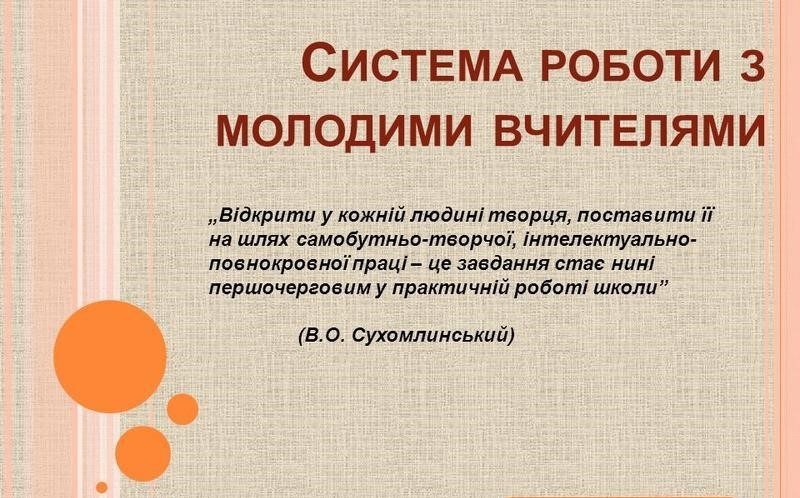 Система роботи з
молодими вчителями
„Відкрити у кожній людині творця, поставити її
на шлях самобутньо-творчої, інтелектуально-
повнокровної праці – це завдання стає нині
першочерговим у практичній роботі школи”
(В.О. Сухомлинський)